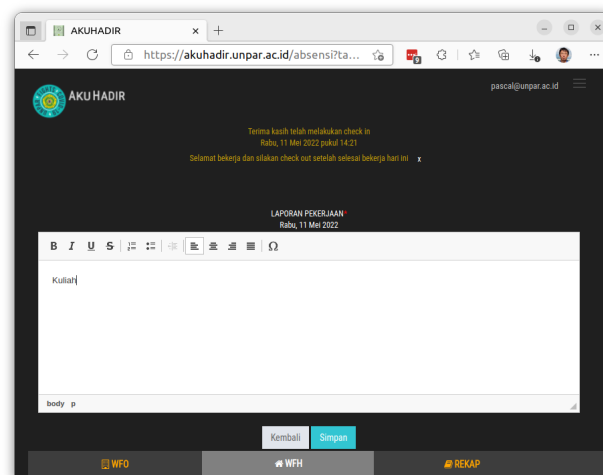 AKUHADIR
https://akuhadir.unpar.ac.id/absensi?ta...
9
AKU HADIR
pascal@unpar.ac.id
Terima kasih telah melakukan check in
Rabu, 11 Mei 2022 pukul 14:21
Selamat bekerja dan silakan check out setelah selesai bekerja hari ini x
LAPORAN PEKERJAAN*
Rabu, 11 Mei 2022
B I U S Ω
Kuliah
body p
Kembali Simpan
WFO WFH REKAP